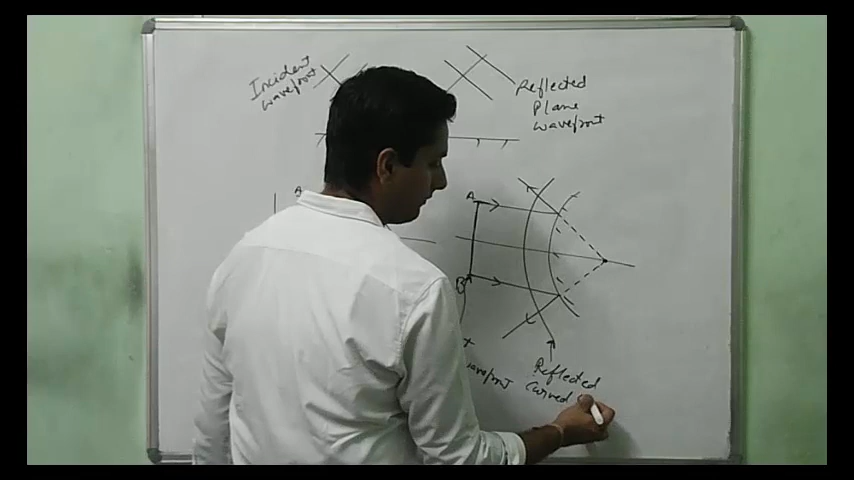 Incident
wavefront
Reflected
Plane
wavefront
A
A
B
wavefront
Reflected
Curved